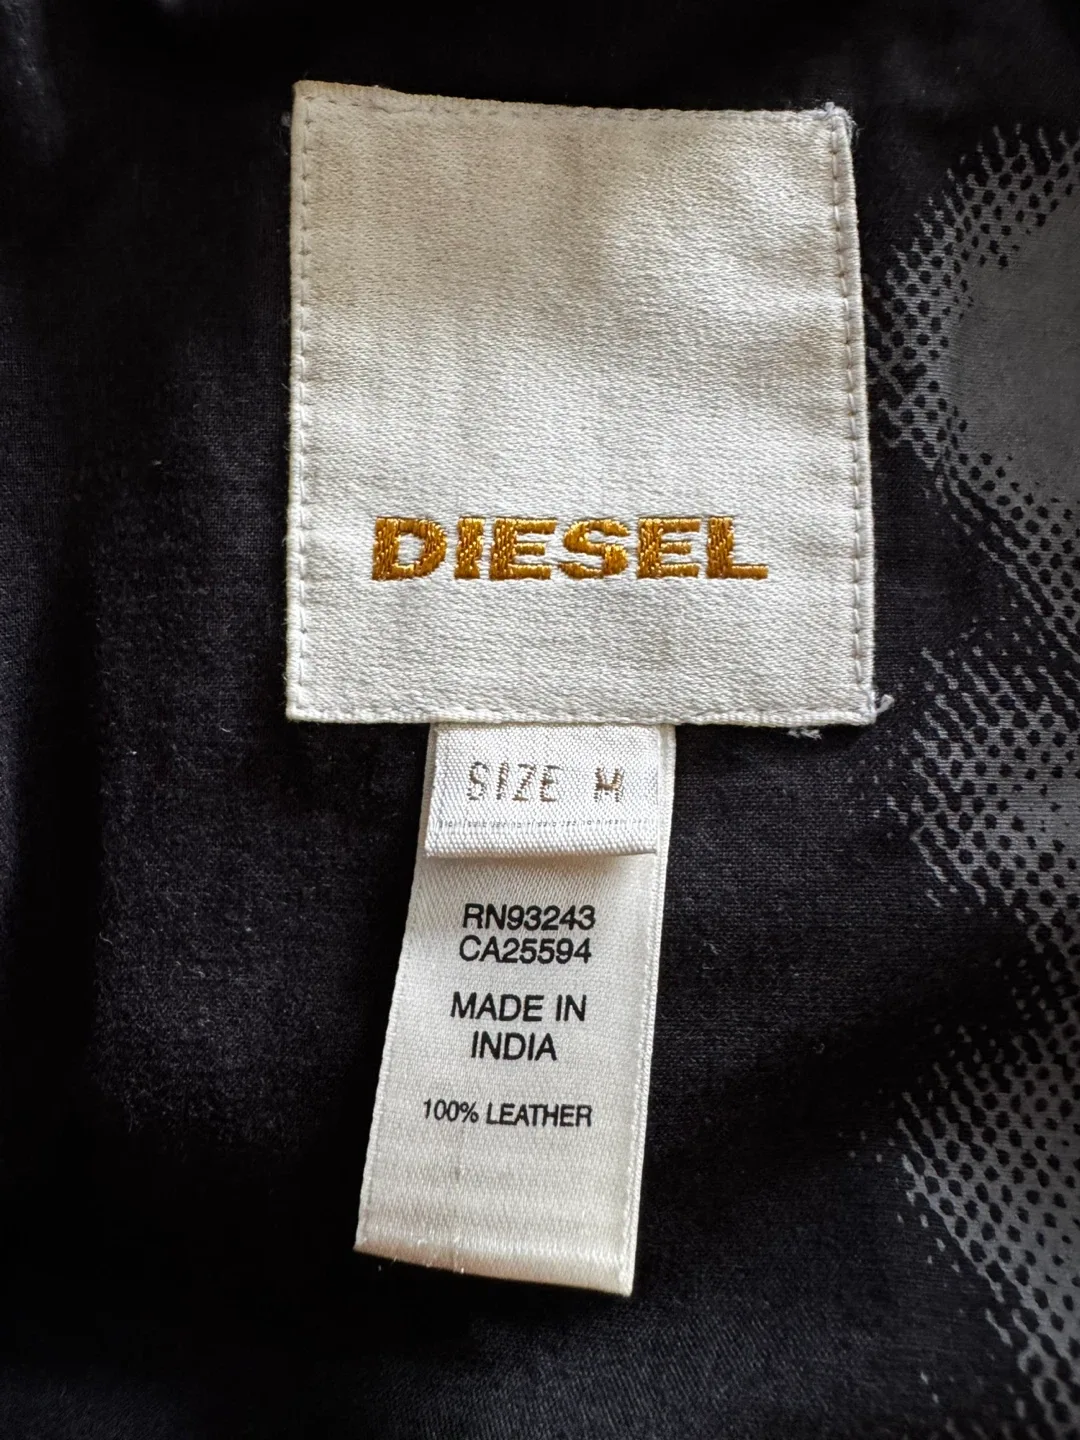 DIESEL
SIZE M
RN93243
CA25594
MADE IN
INDIA
100% LEATHER